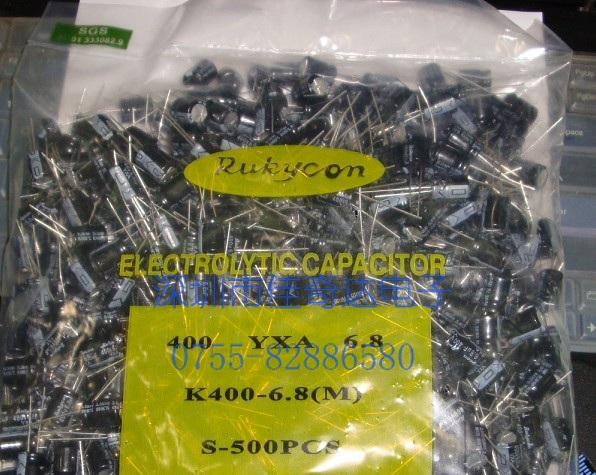 SGS
Rukycon
ELECTROLYTIC CAPACITOR
深圳市佳奇达电子
400 YXA 6.8
0755-82886580
K400-6.8(M)
S-500PCS